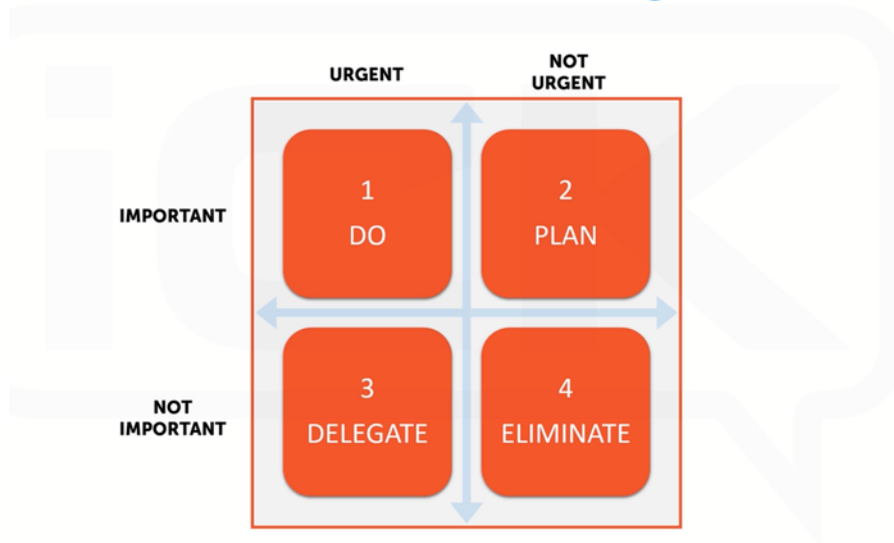 URGENT
NOT
URGENT
IMPORTANT
1
DO
2
PLAN
NOT
IMPORTANT
3
DELEGATE
4
ELIMINATE